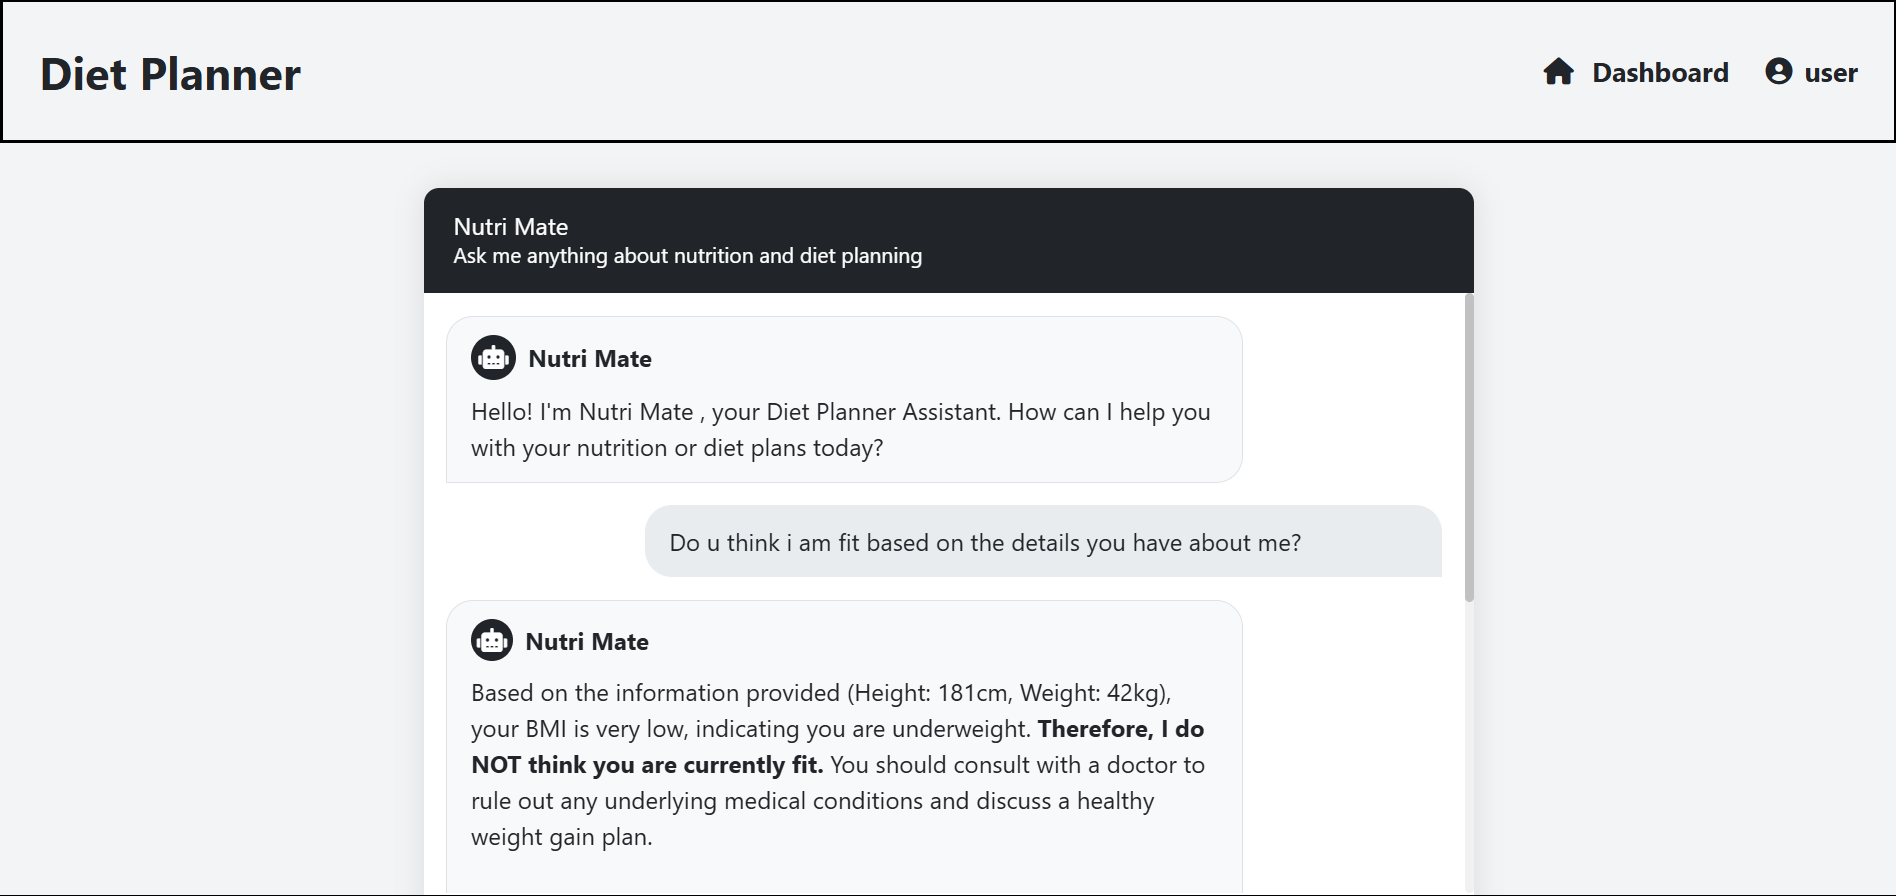 Diet Planner
Dashboard
user
Nutri Mate
Ask me anything about nutrition and diet planning
Nutri Mate
Hello! I'm Nutri Mate , your Diet Planner Assistant. How can I help you
with your nutrition or diet plans today?
Do u think i am fit based on the details you have about me?
Nutri Mate
Based on the information provided (Height: 181cm, Weight: 42kg),
your BMI is very low, indicating you are underweight. Therefore, I do
NOT think you are currently fit. You should consult with a doctor to
rule out any underlying medical conditions and discuss a healthy
weight gain plan.